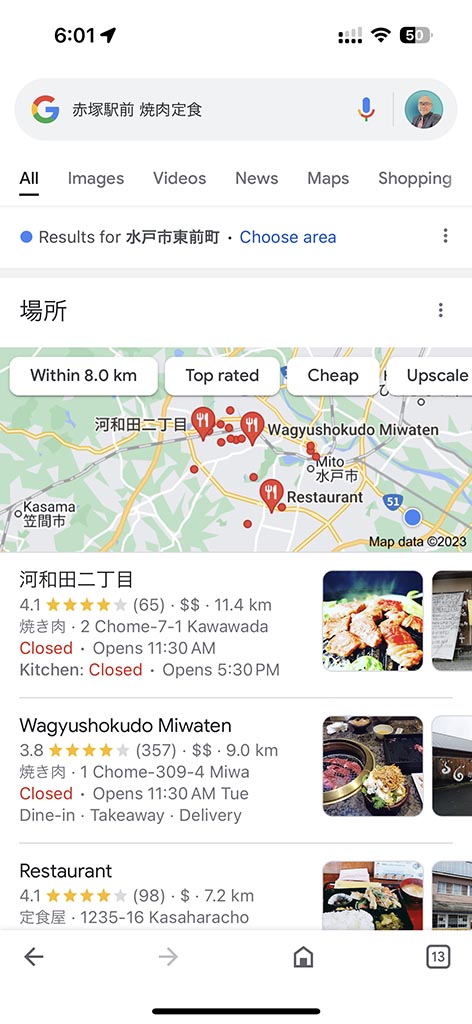 6:01
50
赤塚駅前 焼肉定食
All Images Videos News Maps Shopping
Results for 水戸市東前町 · Choose area
場所
Within 8.0 km Top rated Cheap Upscale
河和田二丁目
Wagyushokudo Miwaten
Mito
水戸市
Restaurant
Kasama
笠間市
51
Map data ©2023
河和田二丁目
4.1 (65) · $$ · 11.4 km
焼き肉 · 2 Chome-7-1 Kawawada
Closed · Opens 11:30 AM
Kitchen: Closed · Opens 5:30 PM
Wagyushokudo Miwaten
3.8 (357) · $$ · 9.0 km
焼き肉 · 1 Chome-309-4 Miwa
Closed · Opens 11:30 AM Tue
Dine-in · Takeaway · Delivery
Restaurant
4.1 (98) · $ · 7.2 km
定食屋 · 1235-16 Kasaharacho
13